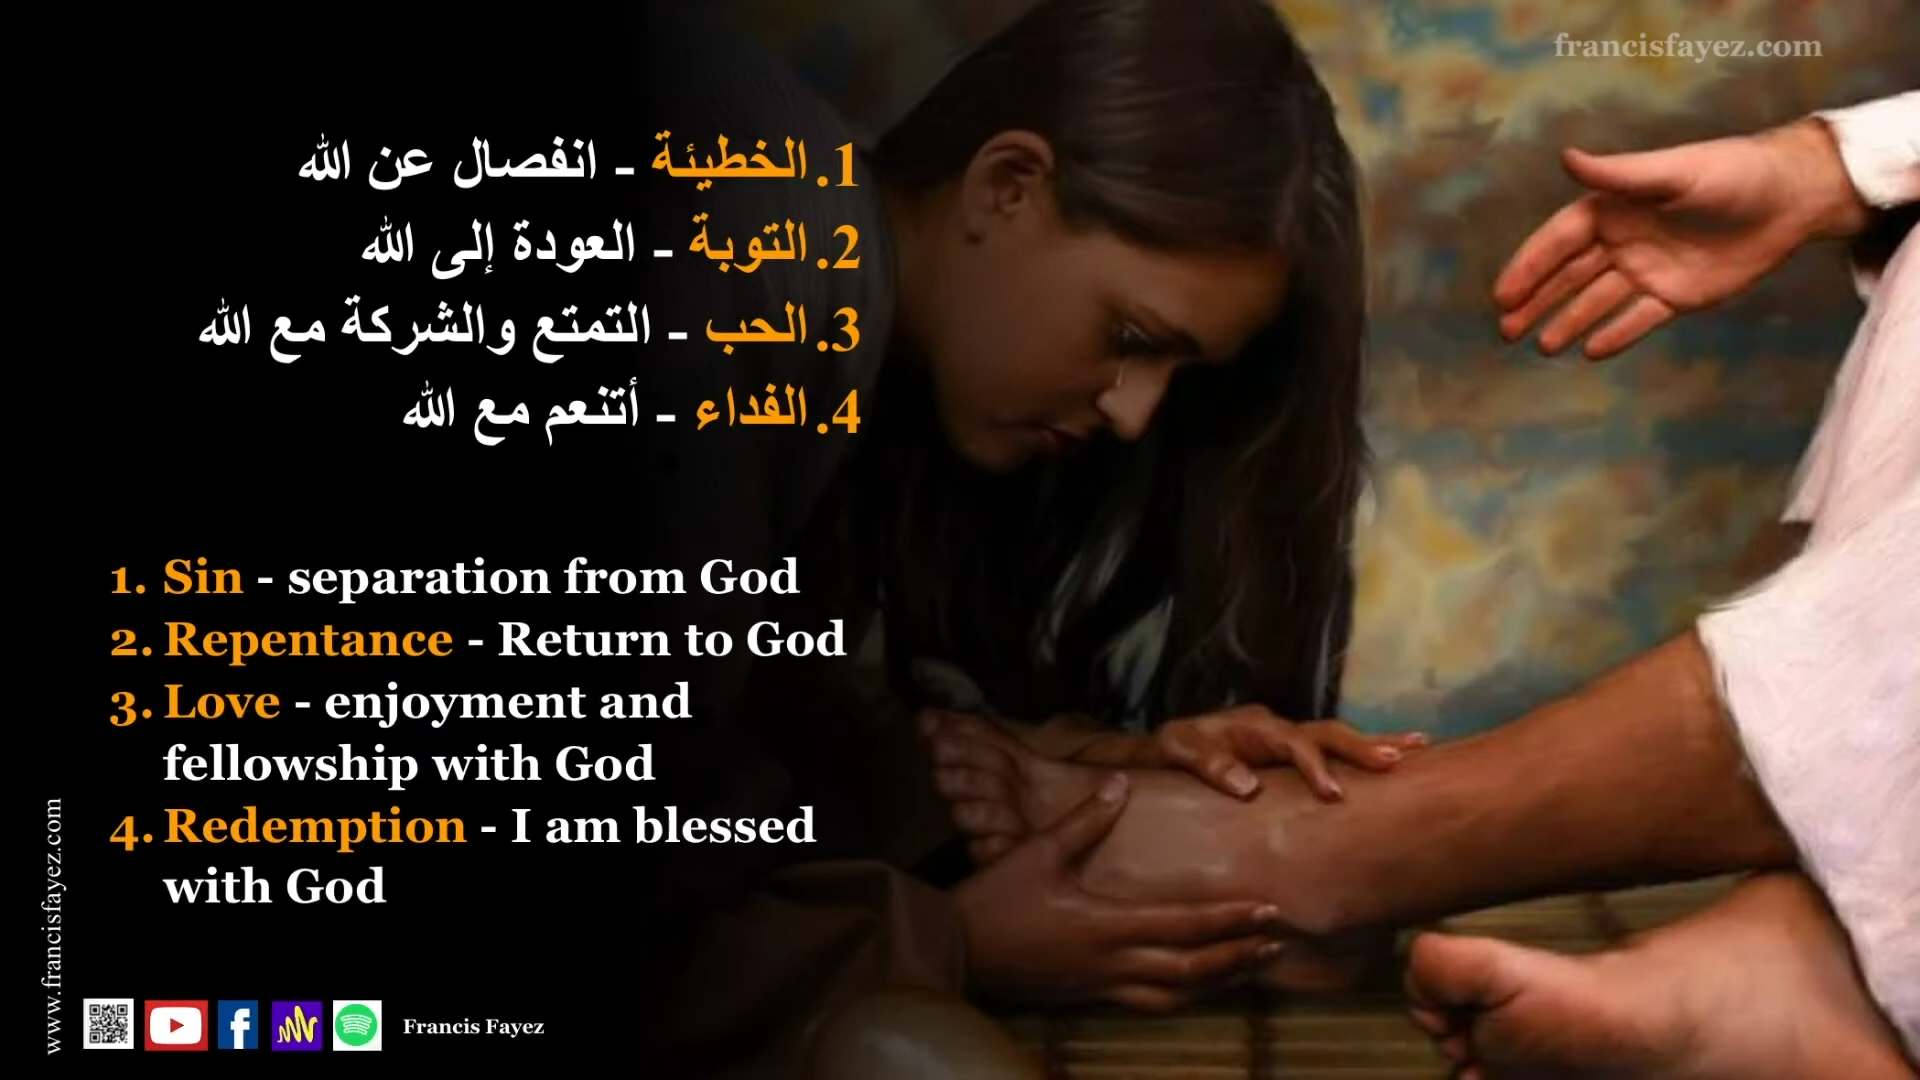 francisfayez.com
1. الخطيئة - انفصال عن الله
2. التوبة - العودة إلى الله
3. الحب - التمتع والشركة مع الله
4. الفداء - أتنعم مع الله
1. Sin - separation from God
2. Repentance - Return to God
3. Love - enjoyment and
fellowship with God
4. Redemption - I am blessed
with God
www.francisfayez.com
Francis Fayez